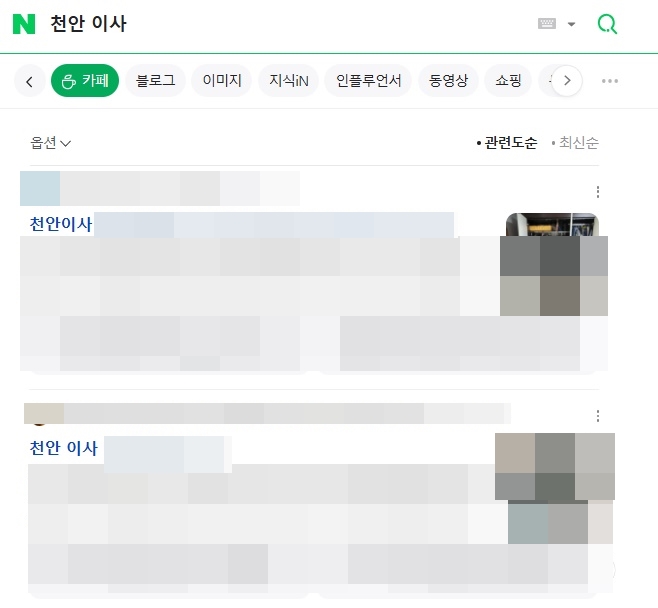 N 천안 이사
카페 블로그 이미지 지식iN 인플루언서 동영상 쇼핑
옵션 • 관련도순 • 최신순
천안이사
천안 이사